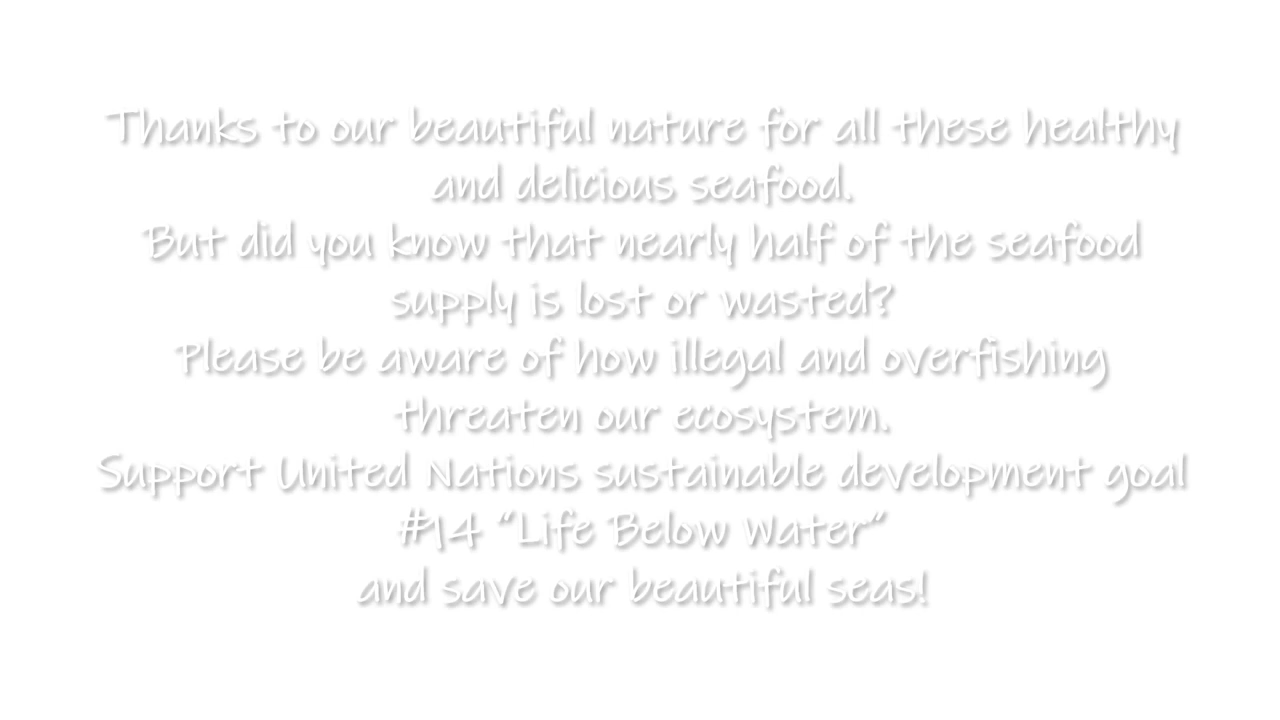 Thanks to our beautiful nature for all these healthy
and delicious seafood.
But did you know that nearly half of the seafood
supply is lost or wasted?
Please be aware of how illegal and overfishing
threaten our ecosystem.
Support United Nations sustainable development goal
#14 “Life Below Water”
and save our beautiful seas!